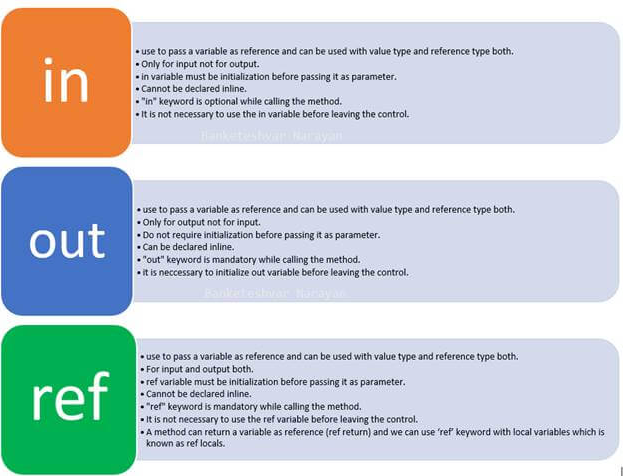 in
• use to pass a variable as reference and can be used with value type and reference type both.
• Only for input not for output.
• in variable must be initialization before passing it as parameter.
• Cannot be declared inline.
• "in" keyword is optional while calling the method.
• It is not necessary to use the in variable before leaving the control.
Banketeshvar Narayan
out
• use to pass a variable as reference and can be used with value type and reference type both.
• Only for output not for input.
• Do not require initialization before passing it as parameter.
• Can be declared inline.
• "out" keyword is mandatory while calling the method.
• it is neccessary to initialize out variable before leaving the control.
Banketeshvar Narayan
ref
• use to pass a variable as reference and can be used with value type and reference type both.
• For input and output both.
• ref variable must be initialization before passing it as parameter.
• Cannot be declared inline.
• "ref" keyword is mandatory while calling the method.
• It is not necessary to use the ref variable before leaving the control.
• A method can return a variable as reference (ref return) and we can use ‘ref’ keyword with local variables which is
known as ref locals.